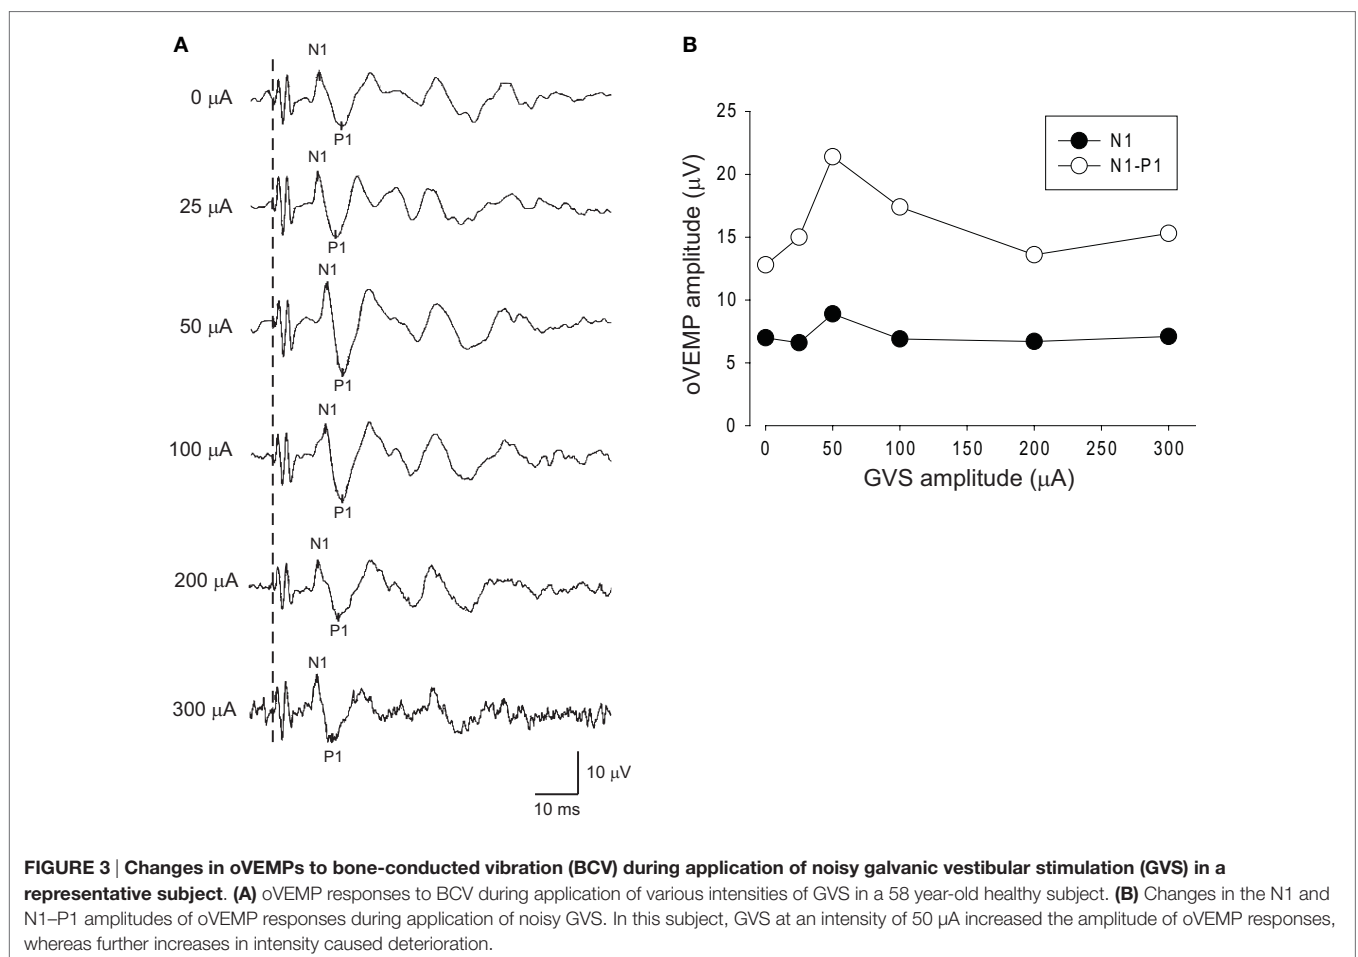 A
N1
0 μA
P1
N1
25 μA
P1
N1
50 μA
P1
N1
100 μA
P1
N1
200 μA
P1
N1
300 μA
P1
10 μV
10 ms
B
25
20
15
10
5
0
oVEMP amplitude (μV)
N1
N1-P1
0 50 100 150 200 250 300
GVS amplitude (μA)
FIGURE 3 | Changes in oVEMPs to bone-conducted vibration (BCV) during application of noisy galvanic vestibular stimulation (GVS) in a
representative subject. (A) oVEMP responses to BCV during application of various intensities of GVS in a 58 year-old healthy subject. (B) Changes in the N1 and
N1–P1 amplitudes of oVEMP responses during application of noisy GVS. In this subject, GVS at an intensity of 50 μA increased the amplitude of oVEMP responses,
whereas further increases in intensity caused deterioration.